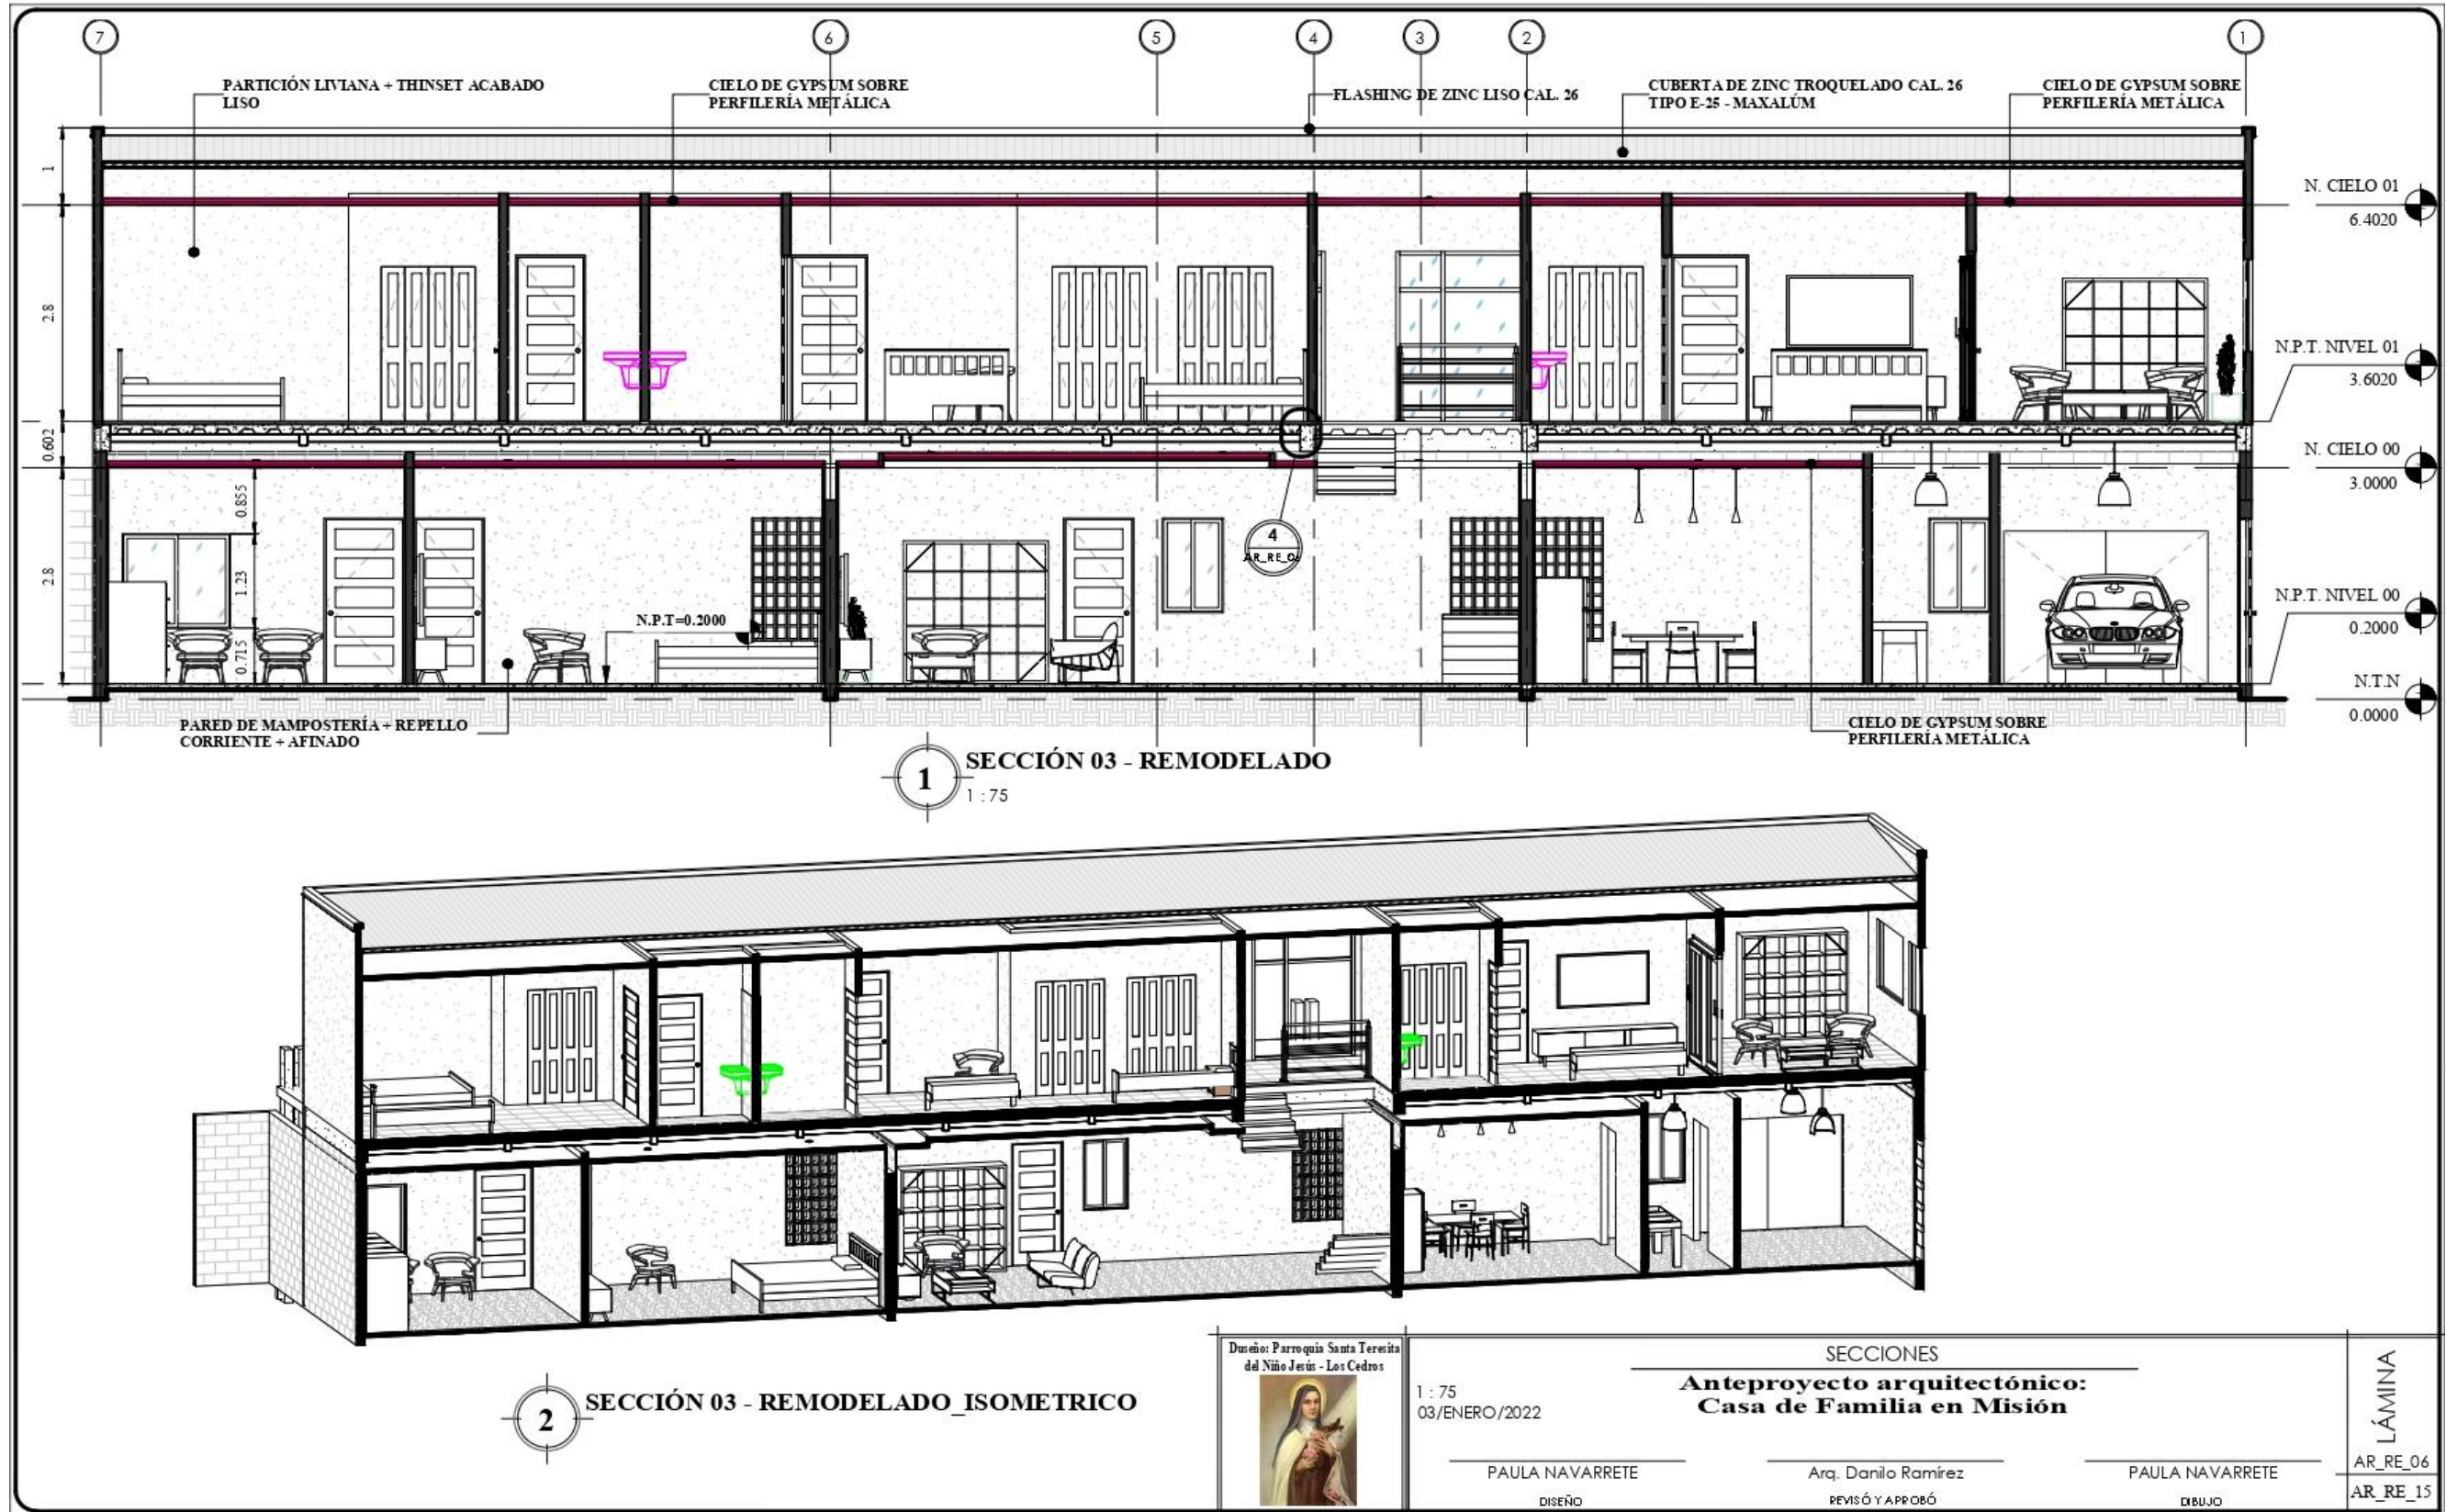 7
6
5
4
3
2
1
PARTICIÓN LIVIANA + THINSET ACABADO
LISO
CIELO DE GYPSUM SOBRE
PERFILERÍA METÁLICA
FLASHING DE ZINC LISO CAL. 26
CUBERTA DE ZINC TROQUELADO CAL. 26
TIPO E-25 - MAXALÚM
CIELO DE GYPSUM SOBRE
PERFILERÍA METÁLICA
1
2.8
0.602
2.8
N. CIELO 01
6.4020
N.P.T. NIVEL 01
3.6020
N. CIELO 00
3.0000
N.P.T. NIVEL 00
0.2000
N.T.N
0.0000
0.855
1.23
0.715
N.P.T=0.2000
4
PARED DE MAMPOSTERÍA + REPELLO
CORRIENTE + AFINADO
CIELO DE GYPSUM SOBRE
PERFILERÍA METÁLICA
1
SECCIÓN 03 - REMODELADO
1 : 75
2
SECCIÓN 03 - REMODELADO_ISOMETRICO
Duseño: Parroquia Santa Teresita
del Niño Jesús - Los Cedros
1 : 75
03/ENERO/2022
SECCIONES
Anteproyecto arquitectónico:
Casa de Familia en Misión
PAULA NAVARRETE
DISEÑO
Arq. Danilo Ramírez
REVISÓ Y APROBÓ
PAULA NAVARRETE
DIBUJO
LÁMINA
AR_RE_06
AR_RE_15